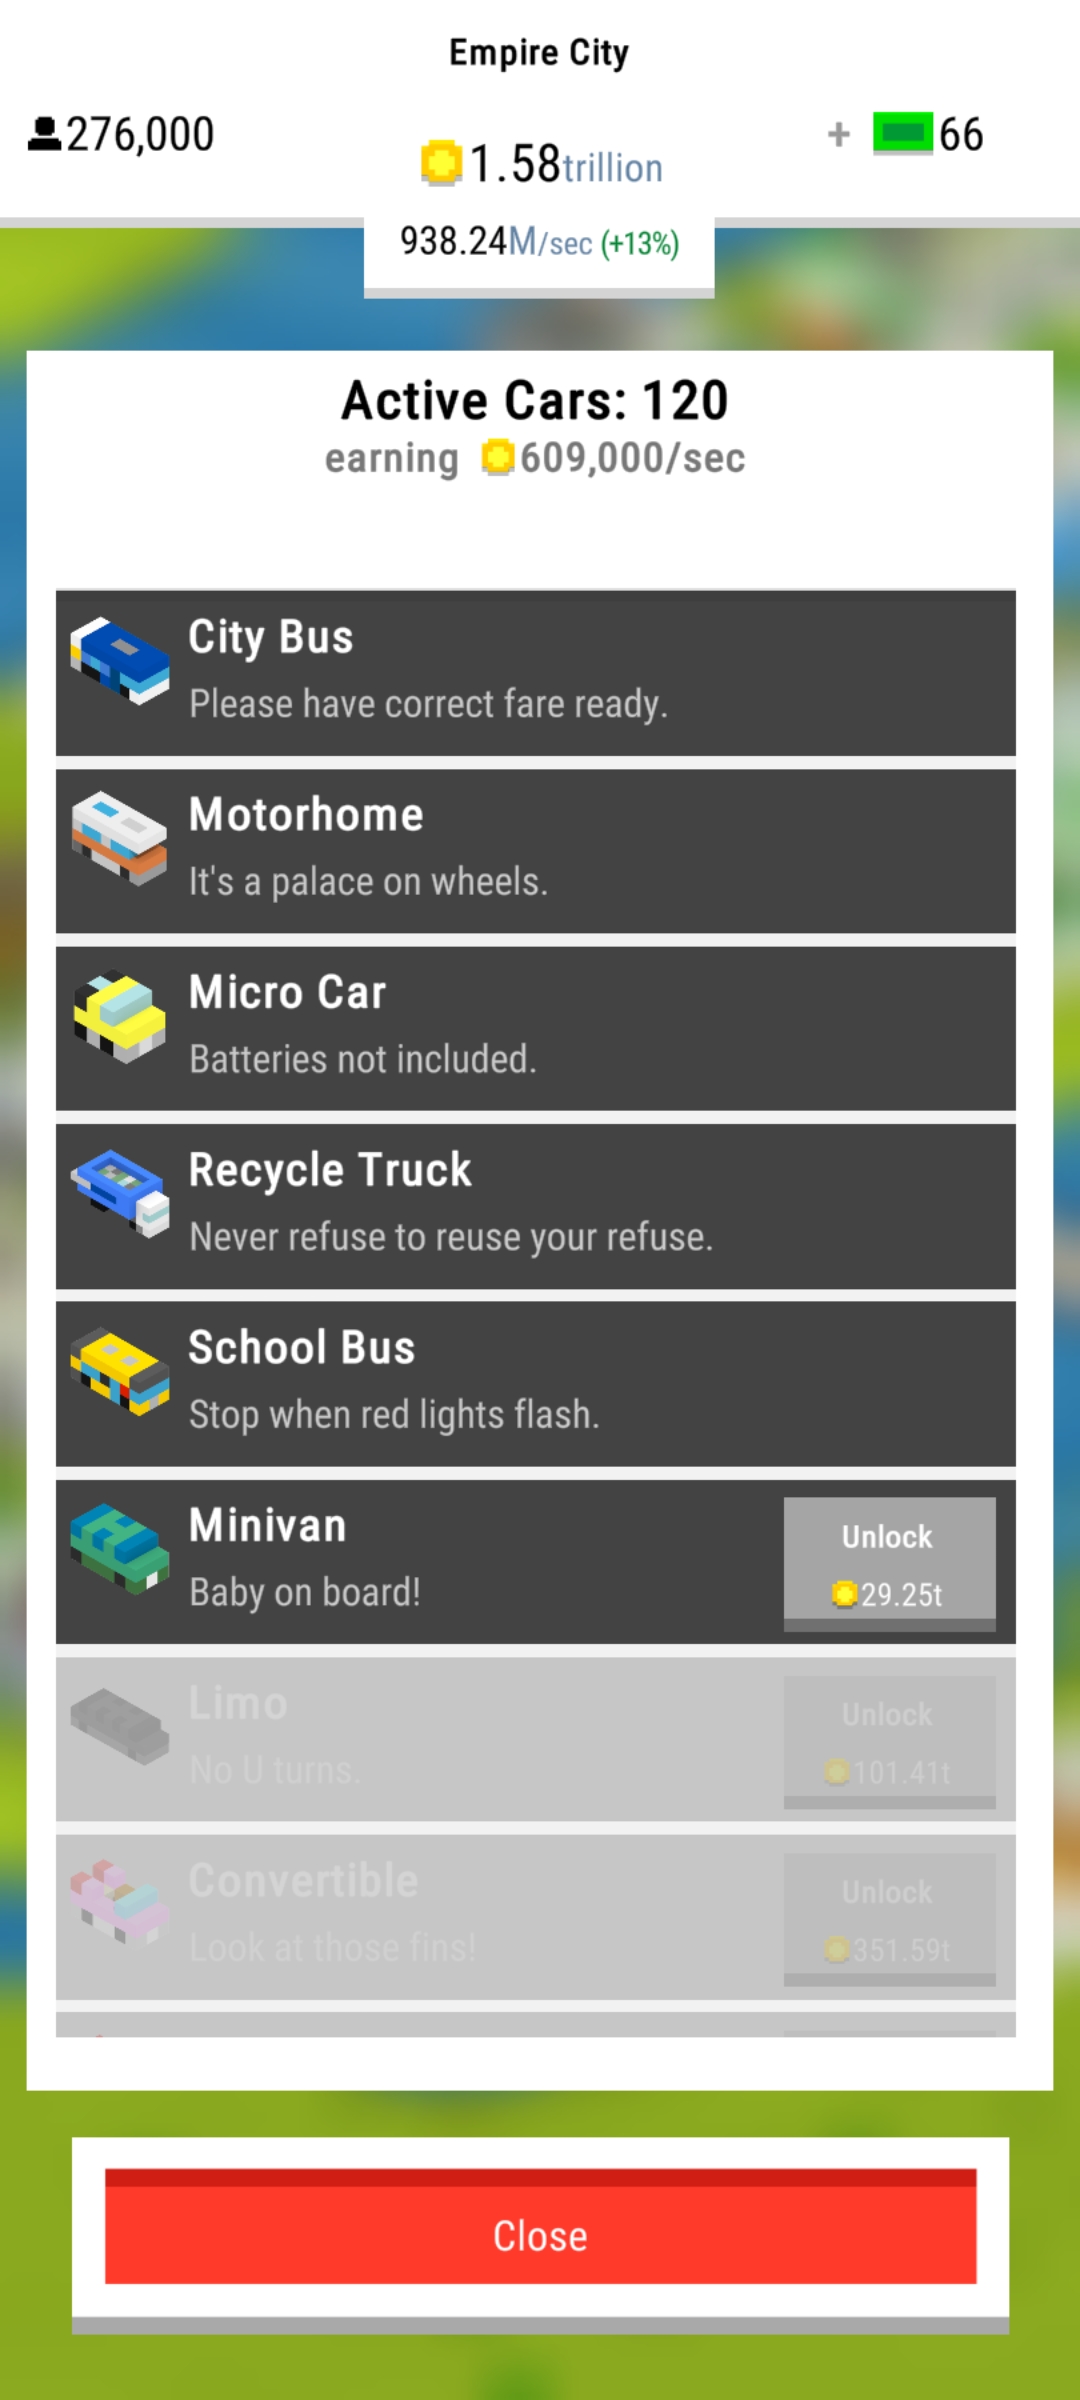 Empire City
276,000
1.58trillion
+ 66
938.24M/sec (+13%)
Active Cars: 120
earning 609,000/sec
City Bus
Please have correct fare ready.
Motorhome
It's a palace on wheels.
Micro Car
Batteries not included.
Recycle Truck
Never refuse to reuse your refuse.
School Bus
Stop when red lights flash.
Minivan
Baby on board!
Unlock
29.25t
Limo
No U turns.
Unlock
101.41t
Convertible
Look at those fins!
Unlock
351.59t
Close